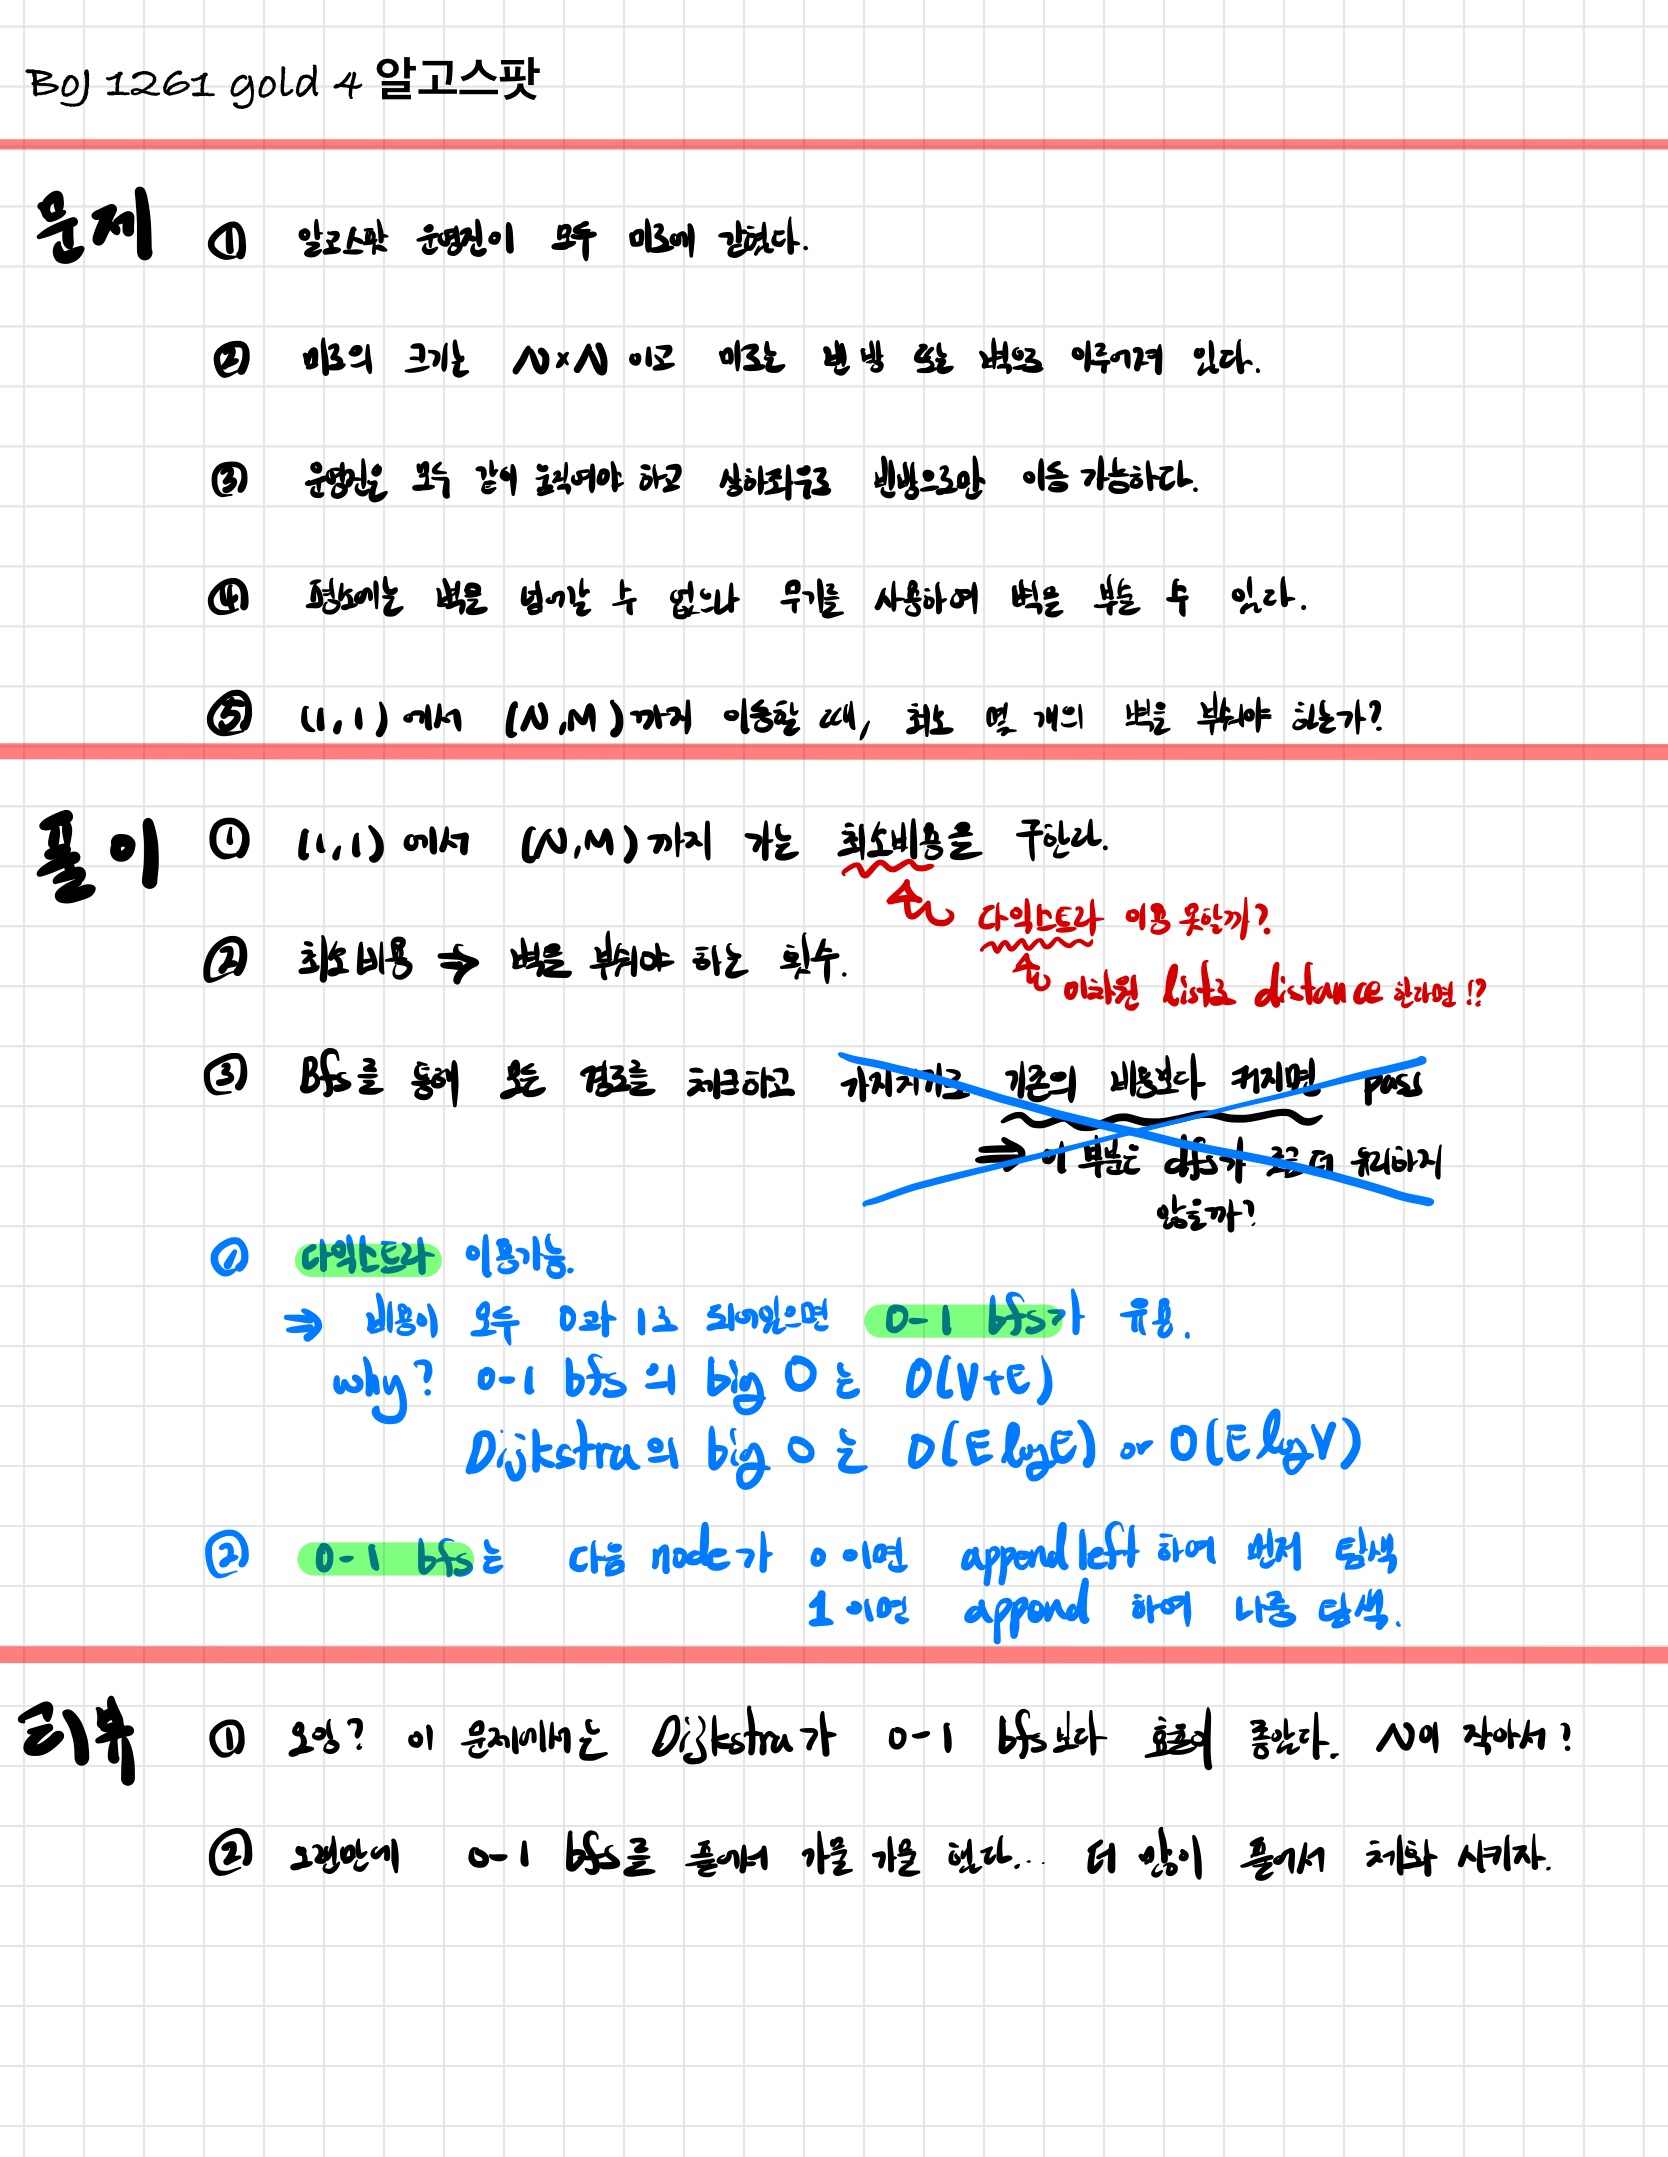 BOJ 1261 gold 4 알고스팟
문제
① 알고스팟 운영진이 모두 미로에 갇혔다.
② 미로의 크기는 N×N 이고 미로는 빈 방 또는 벽으로 이루어져 있다.
③ 운영진은 모두 같이 움직여야 하고 상하좌우로 빈방으로만 이동 가능하다.
④ 평소에는 벽을 넘어갈 수 없으나 무기를 사용하여 벽을 부술 수 있다.
⑤ (1,1) 에서 (N,M) 까지 이동할 때, 최소 몇 개의 벽을 부숴야 하는가?
풀이
① (1,1) 에서 (N,M) 까지 가는 최소비용을 구한라.
다익스트라 이용 못할까?
② 최소비용 ⇒ 벽을 부숴야 하는 횟수.
이차원 list로 distance 한다면 !?
③ Bfs를 통해 모든 경로를 체크하고 가지치기로 기존의 비용보다 커지면 pass
⇒ 이 부분은 dfs가 조금 더 유리하지
않을까?
① 다익스트라 이용가능.
⇒ 비용이 모두 0과 1로 되어있으면 0-1 bfs가 유용.
why? 0-1 bfs의 big O는 O(V+E)
Dijkstra의 big O는 O(ElogE) or O(ElogV)
② 0-1 bfs는 다음 node가 0 이면 appendleft 하여 먼저 탐색
1 이면 append 하여 나중 탐색.
리뷰
① 오잉? 이 문제에서는 Dijkstra가 0-1 bfs보다 효율이 좋았다. N이 작아서?
② 오랜만에 0-1 bfs를 풀어서 가물가물 했다... 더 많이 풀어서 체화 시키자.